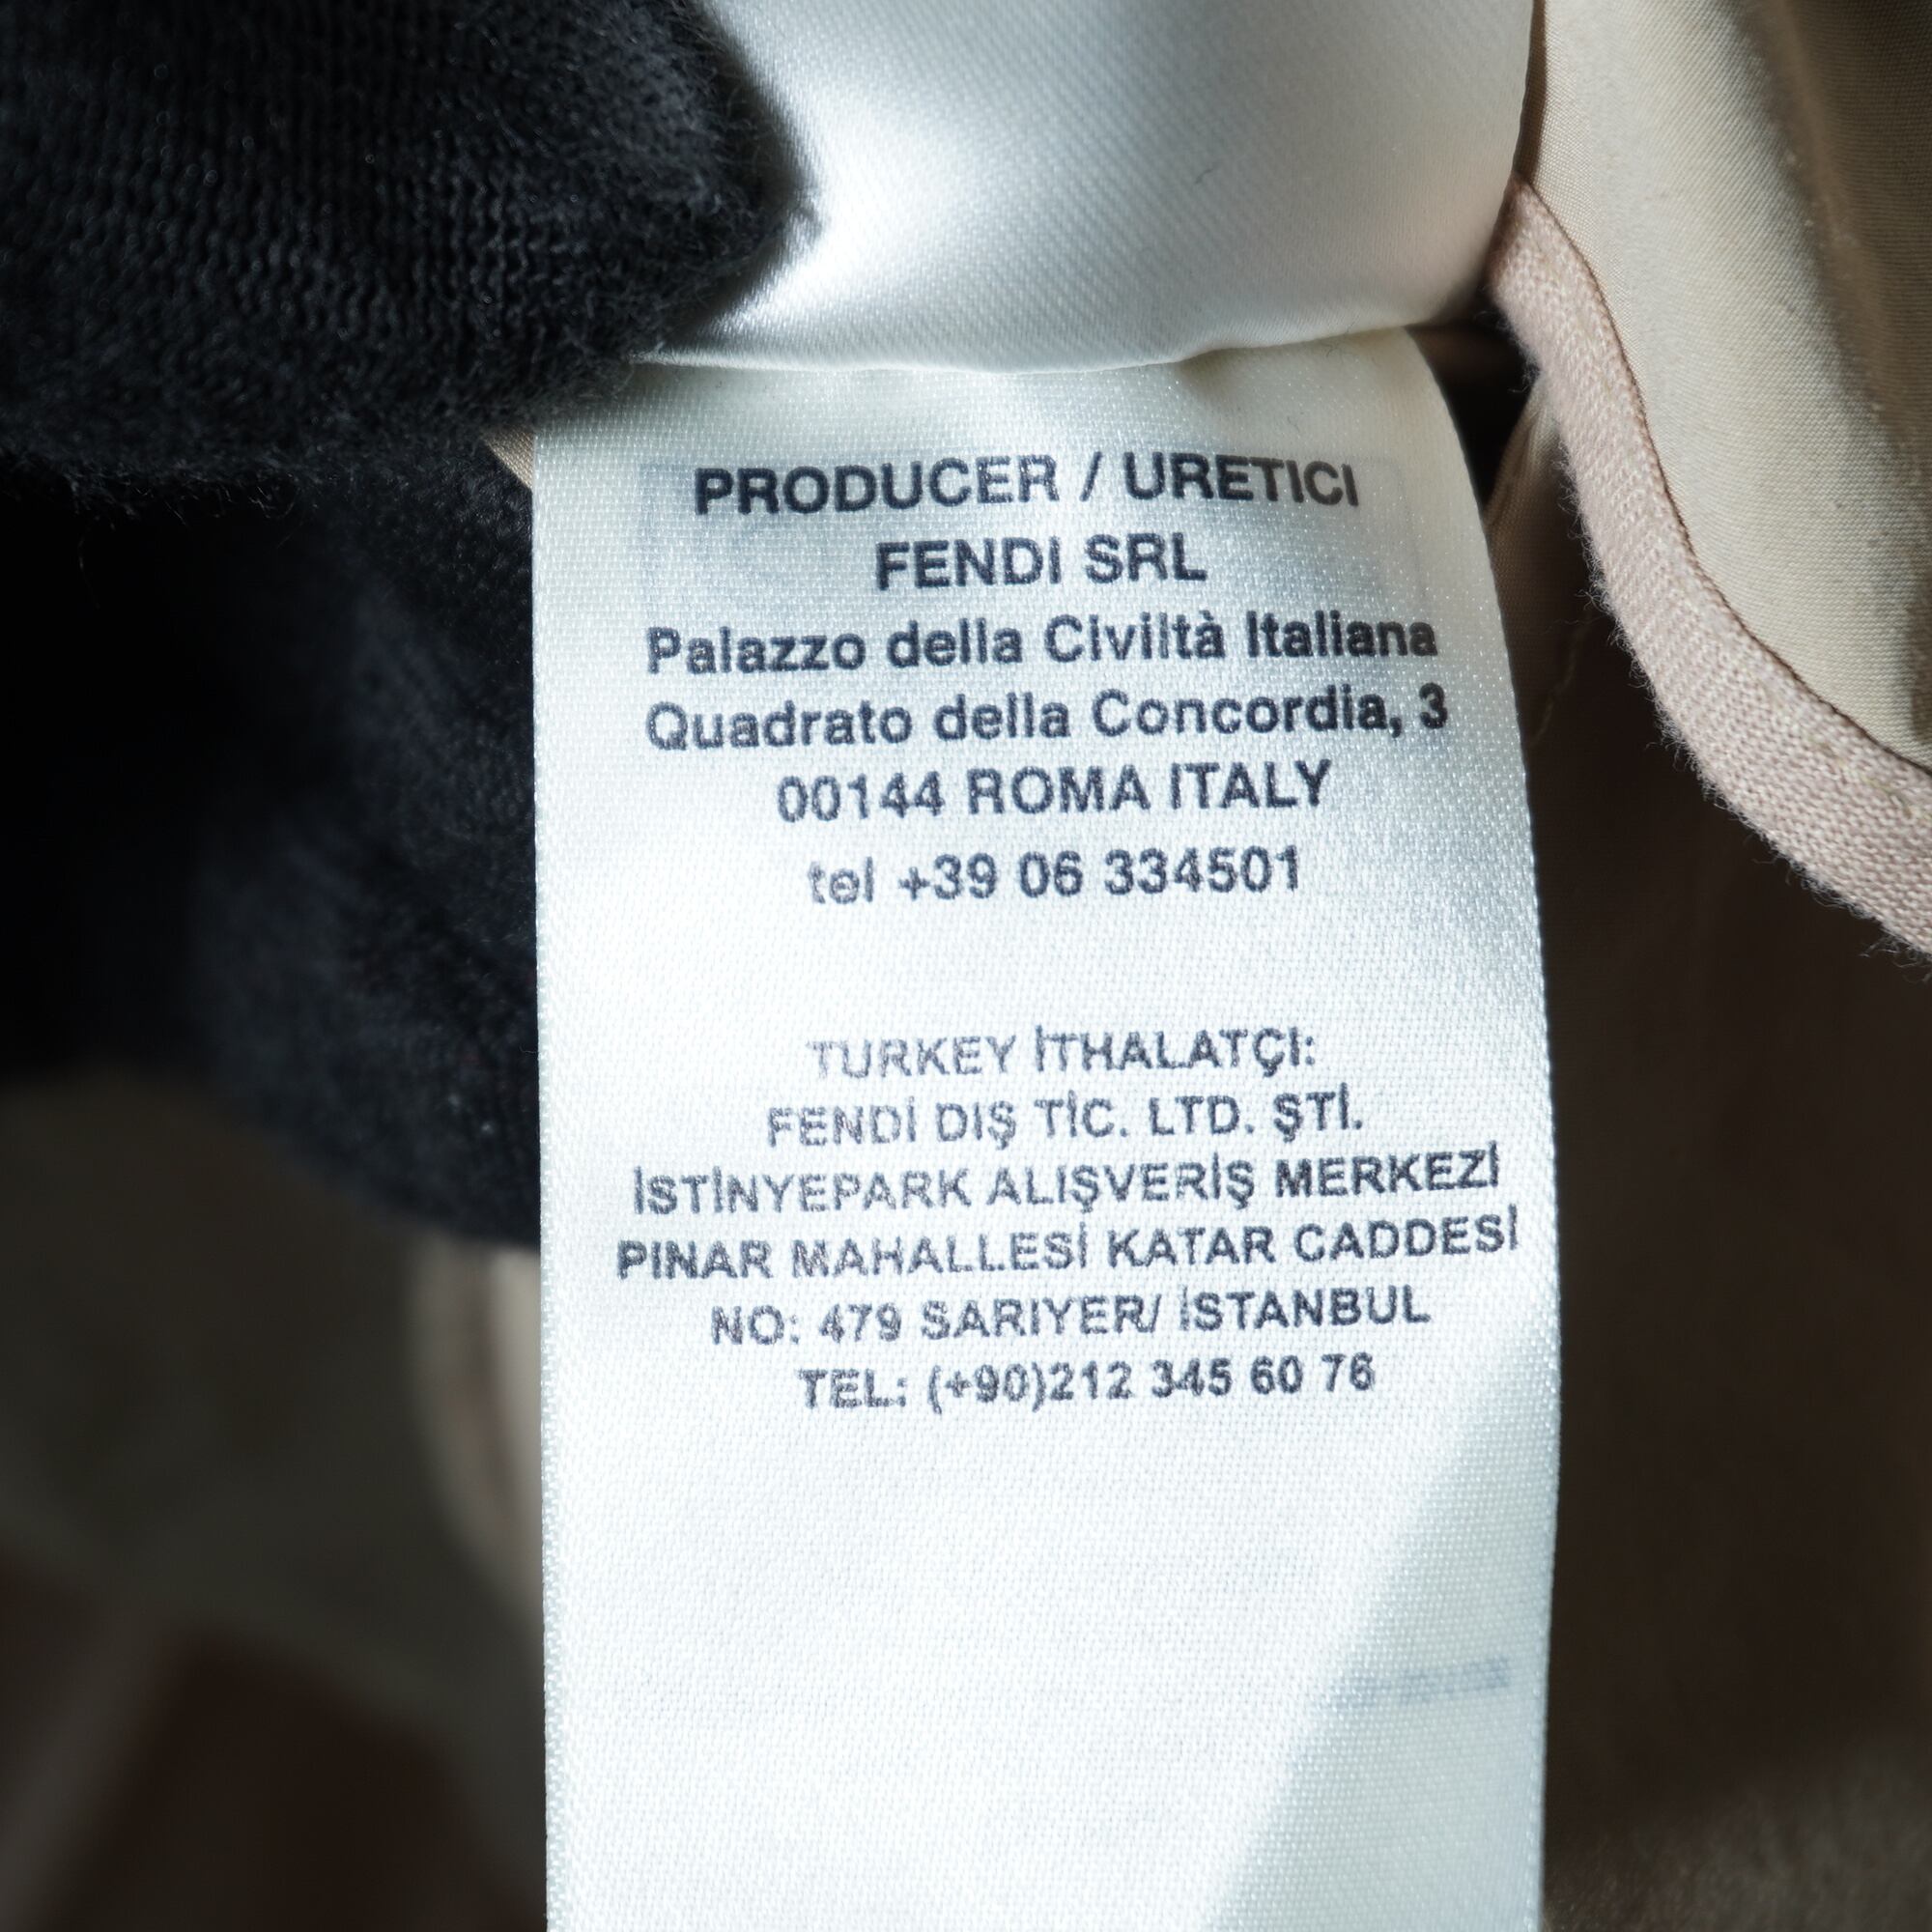 PRODUCER / URETICI
FENDI SRL
Palazzo della Civiltà Italiana
Quadrato della Concordia, 3
00144 ROMA ITALY
tel +39 06 334501
TURKEY İTHALATÇI:
FENDİ DIŞ TİC. LTD. ŞTİ.
İSTİNYEPARK ALIŞVERİŞ MERKEZİ
PINAR MAHALLESİ KATAR CADDESİ
NO: 479 SARIYER/ İSTANBUL
TEL: (+90)212 345 60 76